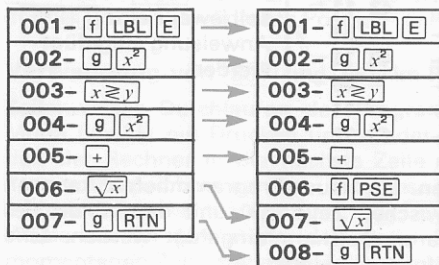 001- f LBL E
002- g x²
003- x≷y
004- g x²
005- +
006- √x
007- g RTN
001- f LBL E
002- g x²
003- x≷y
004- g x²
005- +
006- f PSE
007- √x
008- g RTN